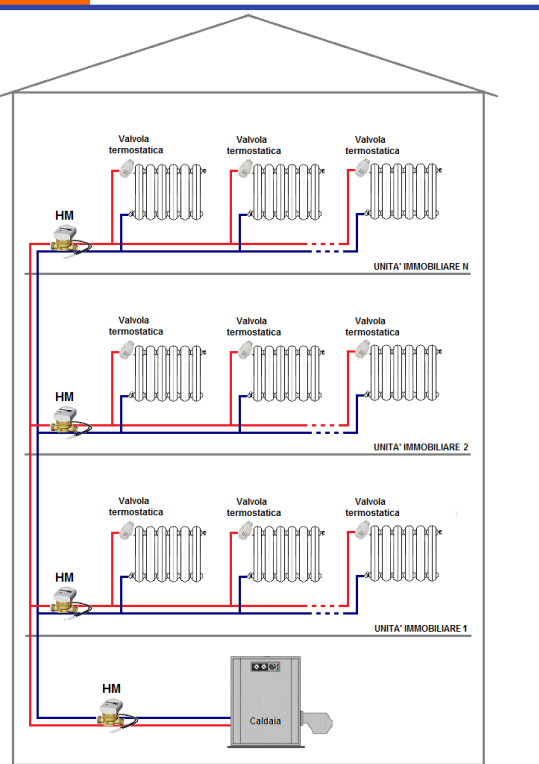 Valvola
termostatica
Valvola
termostatica
Valvola
termostatica
HM
UNITA' IMMOBILIARE N
Valvola
termostatica
Valvola
termostatica
Valvola
termostatica
HM
UNITA' IMMOBILIARE 2
Valvola
termostatica
Valvola
termostatica
Valvola
termostatica
HM
UNITA' IMMOBILIARE 1
HM
Caldaia